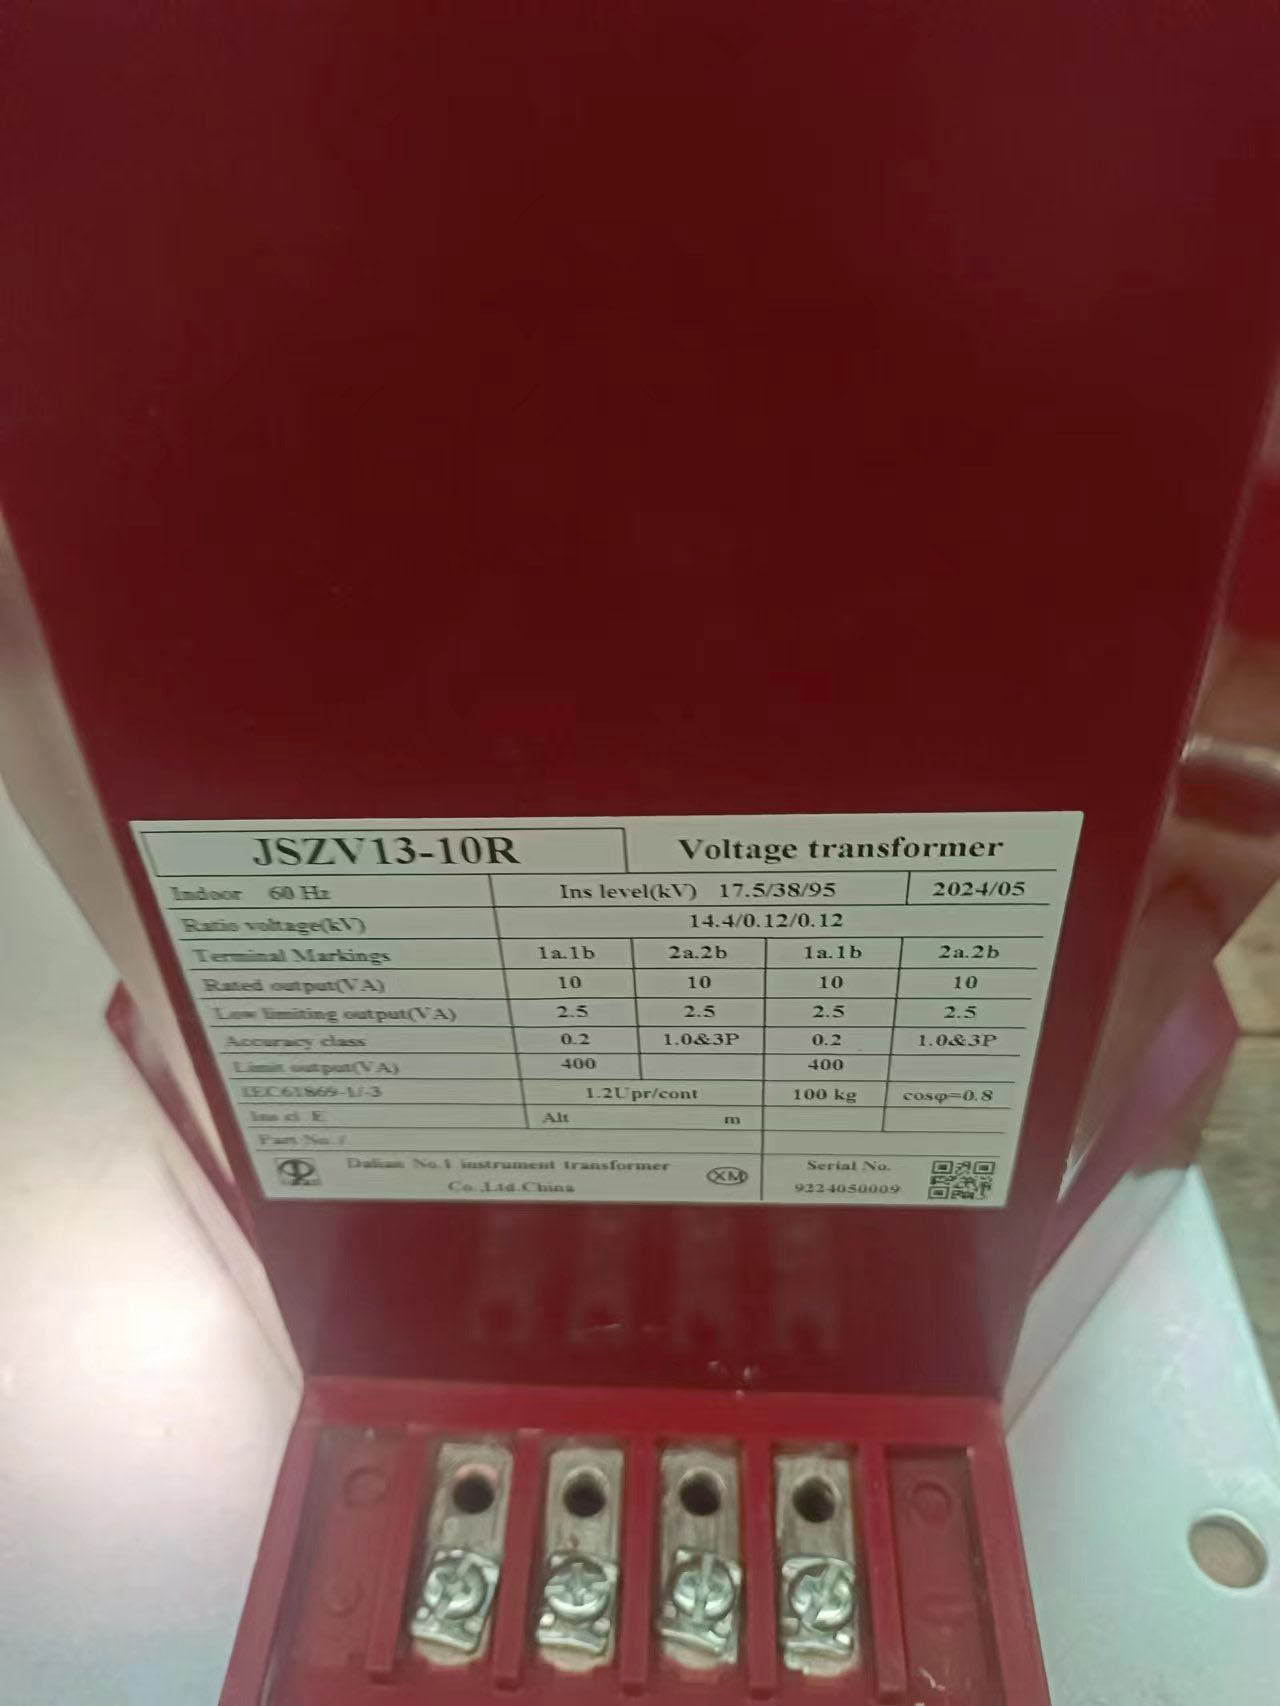 JSZV13-10R Voltage transformer
Indoor 60 Hz Ins level(kV) 17.5/38/95 2024/05
Ratio voltage(kV) 14.4/0.12/0.12
Terminal Markings 1a.1b 2a.2b 1a.1b 2a.2b
Rated output(VA) 10 10 10 10
Low limiting output(VA) 2.5 2.5 2.5 2.5
Accuracy class 0.2 1.0&3P 0.2 1.0&3P
Limit output(VA) 400 400
IEC61869-1/-3 1.2Upr/cont 100 kg cosφ=0.8
Ins cl E Alt m
Part No. /
Dalian No.1 instrument transformer
Co.,Ltd.China
XM
Serial No.
9224050009